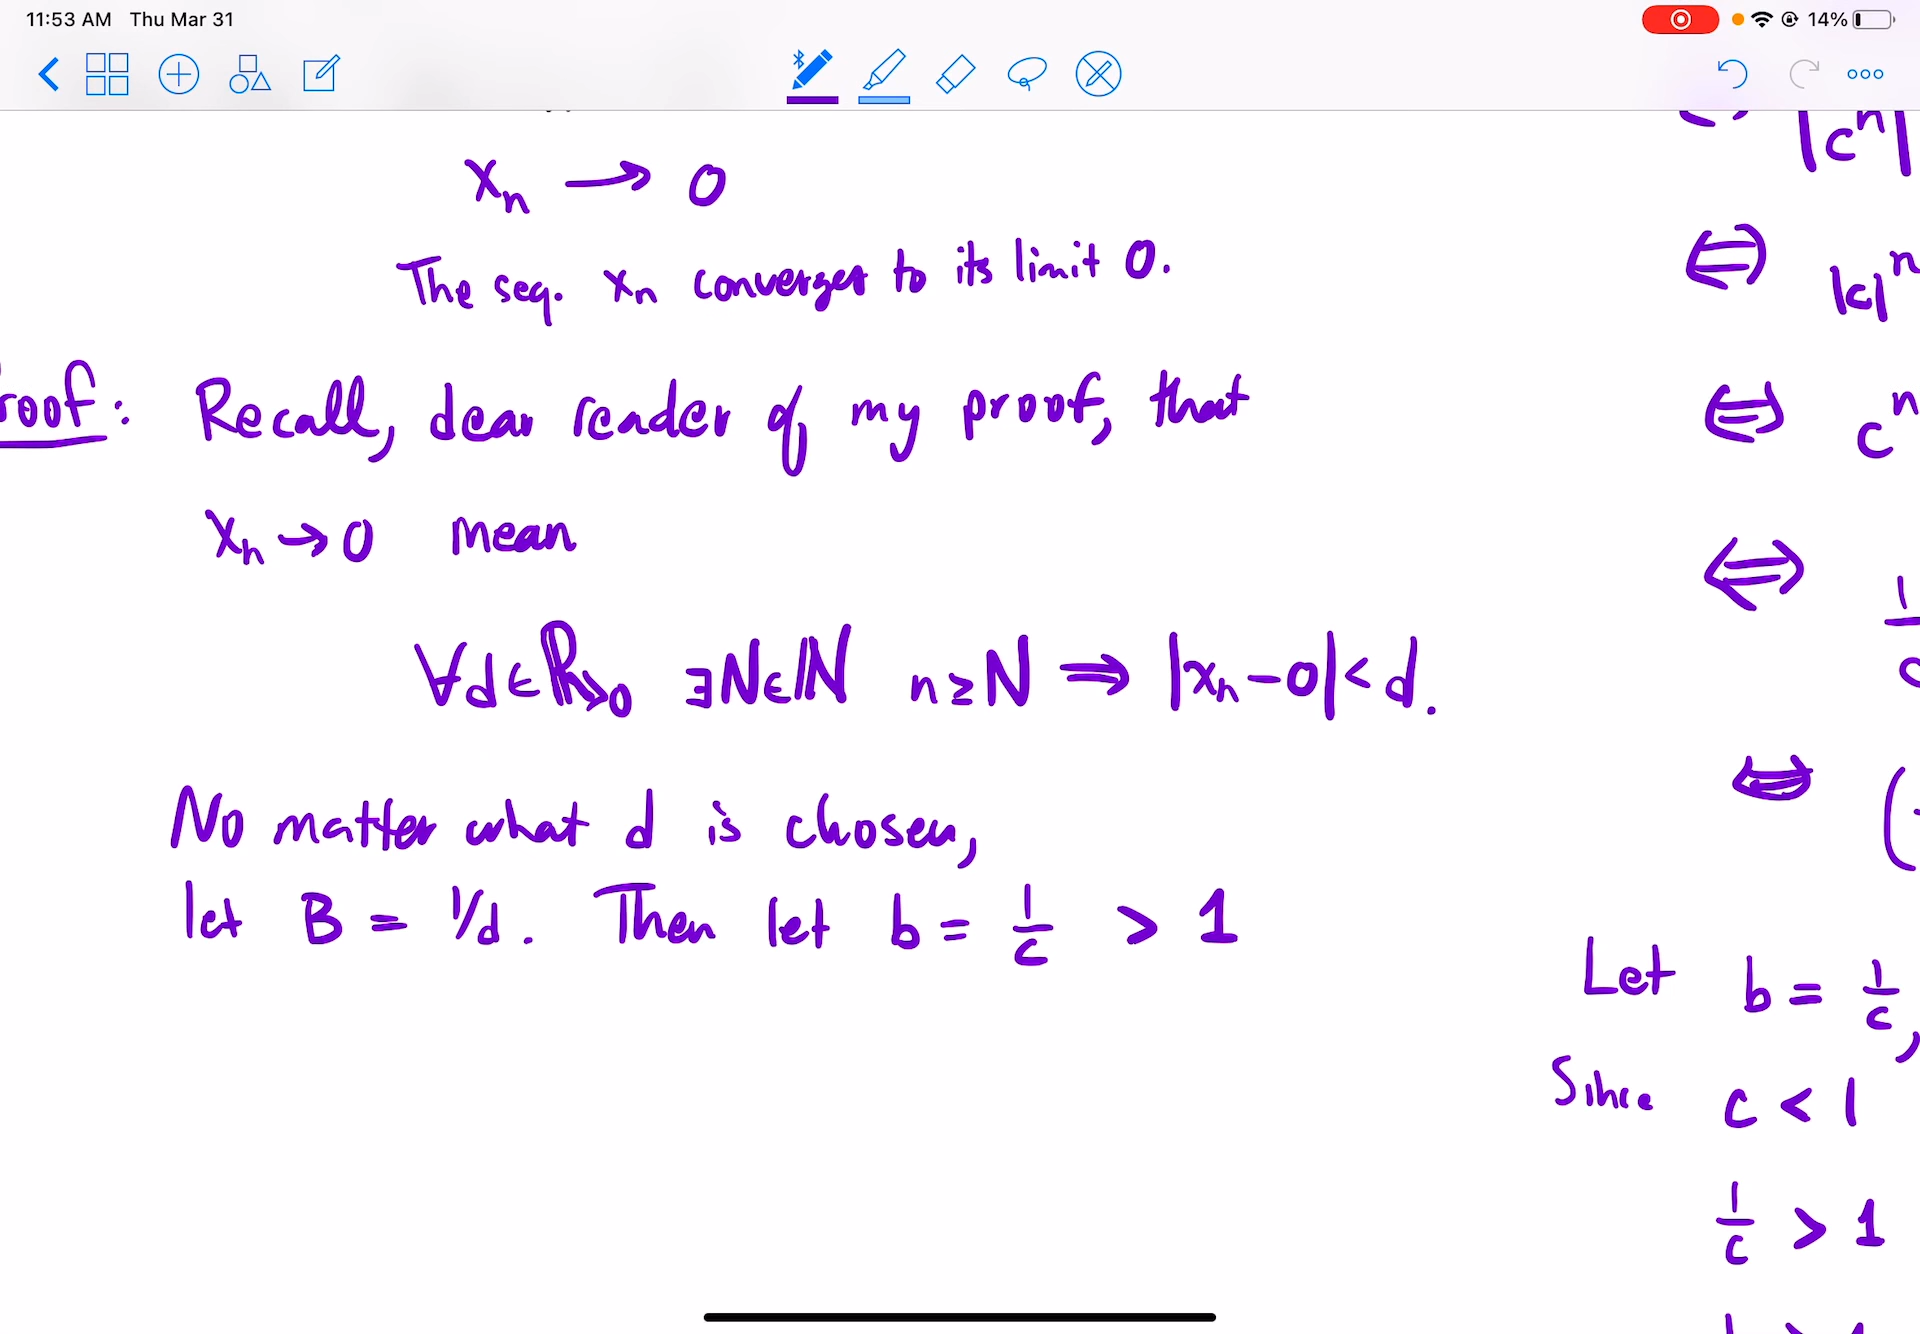 11:53 AM Thu Mar 31
14%
xₙ → 0
The seq. xₙ converges to its limit 0.
roof: Recall, dear reader of my proof, that
xₙ → 0 mean
∀d∈ℝ>0 ∃N∈ℕ n≥N ⇒ |xₙ-0|<d.
No matter what d is chosen,
let B = 1/d. Then let b = 1/c > 1
|cⁿ|
⇔ |c|ⁿ
⇔ cⁿ
⇔
⇔
Let b = 1/c,
Since c < 1
1/c > 1